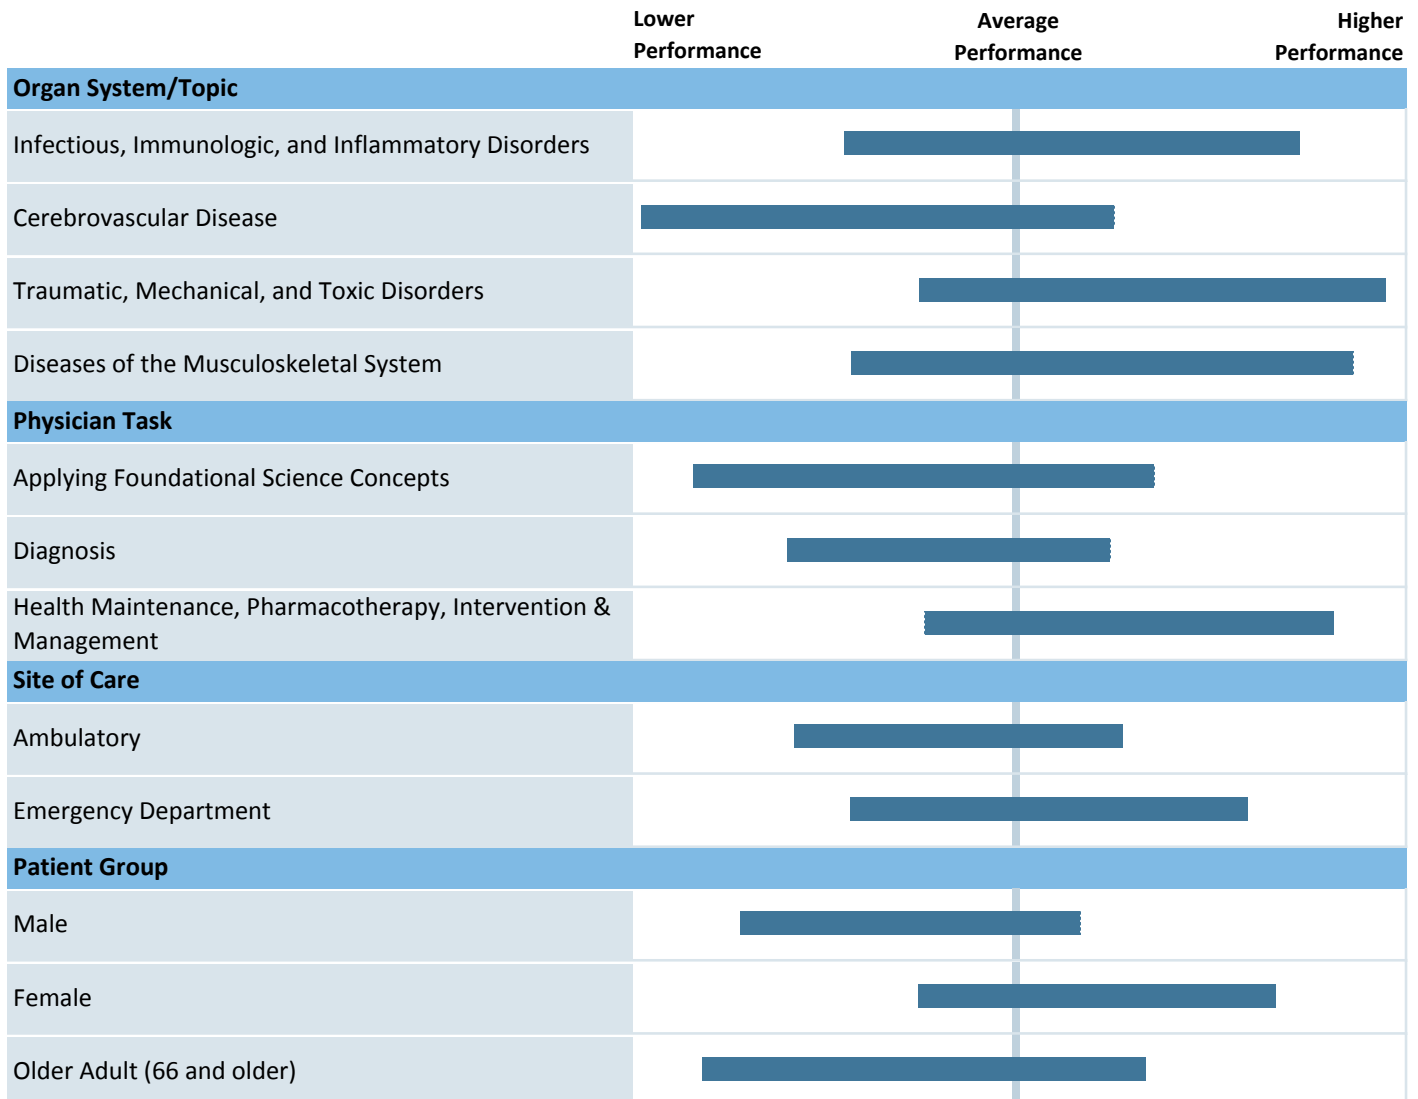 Lower Average Higher
Performance Performance Performance
Organ System/Topic
Infectious, Immunologic, and Inflammatory Disorders
Cerebrovascular Disease
Traumatic, Mechanical, and Toxic Disorders
Diseases of the Musculoskeletal System
Physician Task
Applying Foundational Science Concepts
Diagnosis
Health Maintenance, Pharmacotherapy, Intervention &
Management
Site of Care
Ambulatory
Emergency Department
Patient Group
Male
Female
Older Adult (66 and older)